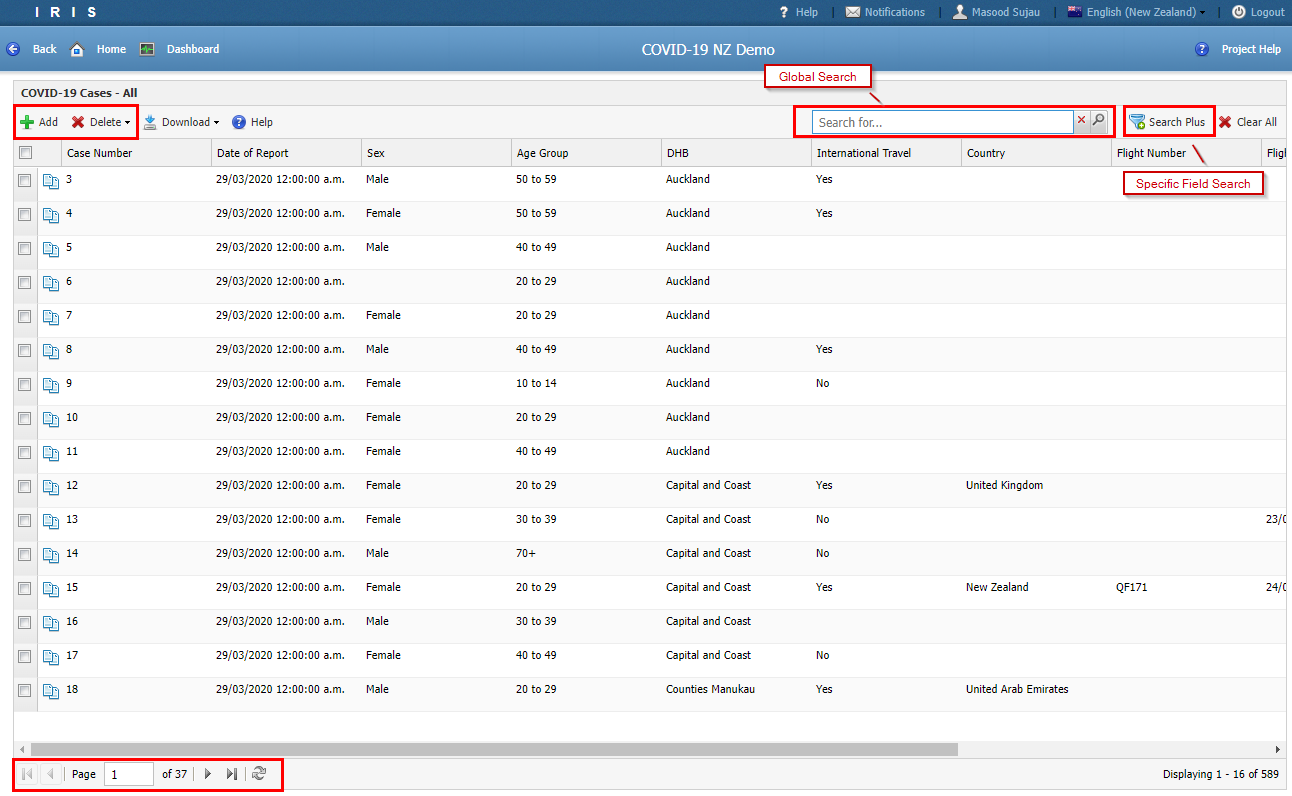 I R I S ? Help Notifications Masood Sujau English (New Zealand) Logout
Back Home Dashboard COVID-19 NZ Demo ? Project Help
Global Search
COVID-19 Cases - All
Add Delete Download ? Help Search for... Search Plus Clear All
Case Number Date of Report Sex Age Group DHB International Travel Country Flight Number Flig
3 29/03/2020 12:00:00 a.m. Male 50 to 59 Auckland Yes
Specific Field Search
4 29/03/2020 12:00:00 a.m. Female 50 to 59 Auckland Yes
5 29/03/2020 12:00:00 a.m. Male 40 to 49 Auckland
6 29/03/2020 12:00:00 a.m. 20 to 29 Auckland
7 29/03/2020 12:00:00 a.m. Female 20 to 29 Auckland
8 29/03/2020 12:00:00 a.m. Male 40 to 49 Auckland Yes
9 29/03/2020 12:00:00 a.m. Female 10 to 14 Auckland No
10 29/03/2020 12:00:00 a.m. Female 20 to 29 Auckland
11 29/03/2020 12:00:00 a.m. Female 40 to 49 Auckland
12 29/03/2020 12:00:00 a.m. Female 20 to 29 Capital and Coast Yes United Kingdom
13 29/03/2020 12:00:00 a.m. Female 30 to 39 Capital and Coast No 23/0
14 29/03/2020 12:00:00 a.m. Male 70+ Capital and Coast No
15 29/03/2020 12:00:00 a.m. Female 20 to 29 Capital and Coast Yes New Zealand QF171 24/0
16 29/03/2020 12:00:00 a.m. Male 30 to 39 Capital and Coast
17 29/03/2020 12:00:00 a.m. Female 40 to 49 Capital and Coast No
18 29/03/2020 12:00:00 a.m. Male 20 to 29 Counties Manukau Yes United Arab Emirates
Page 1 of 37 Displaying 1 - 16 of 589